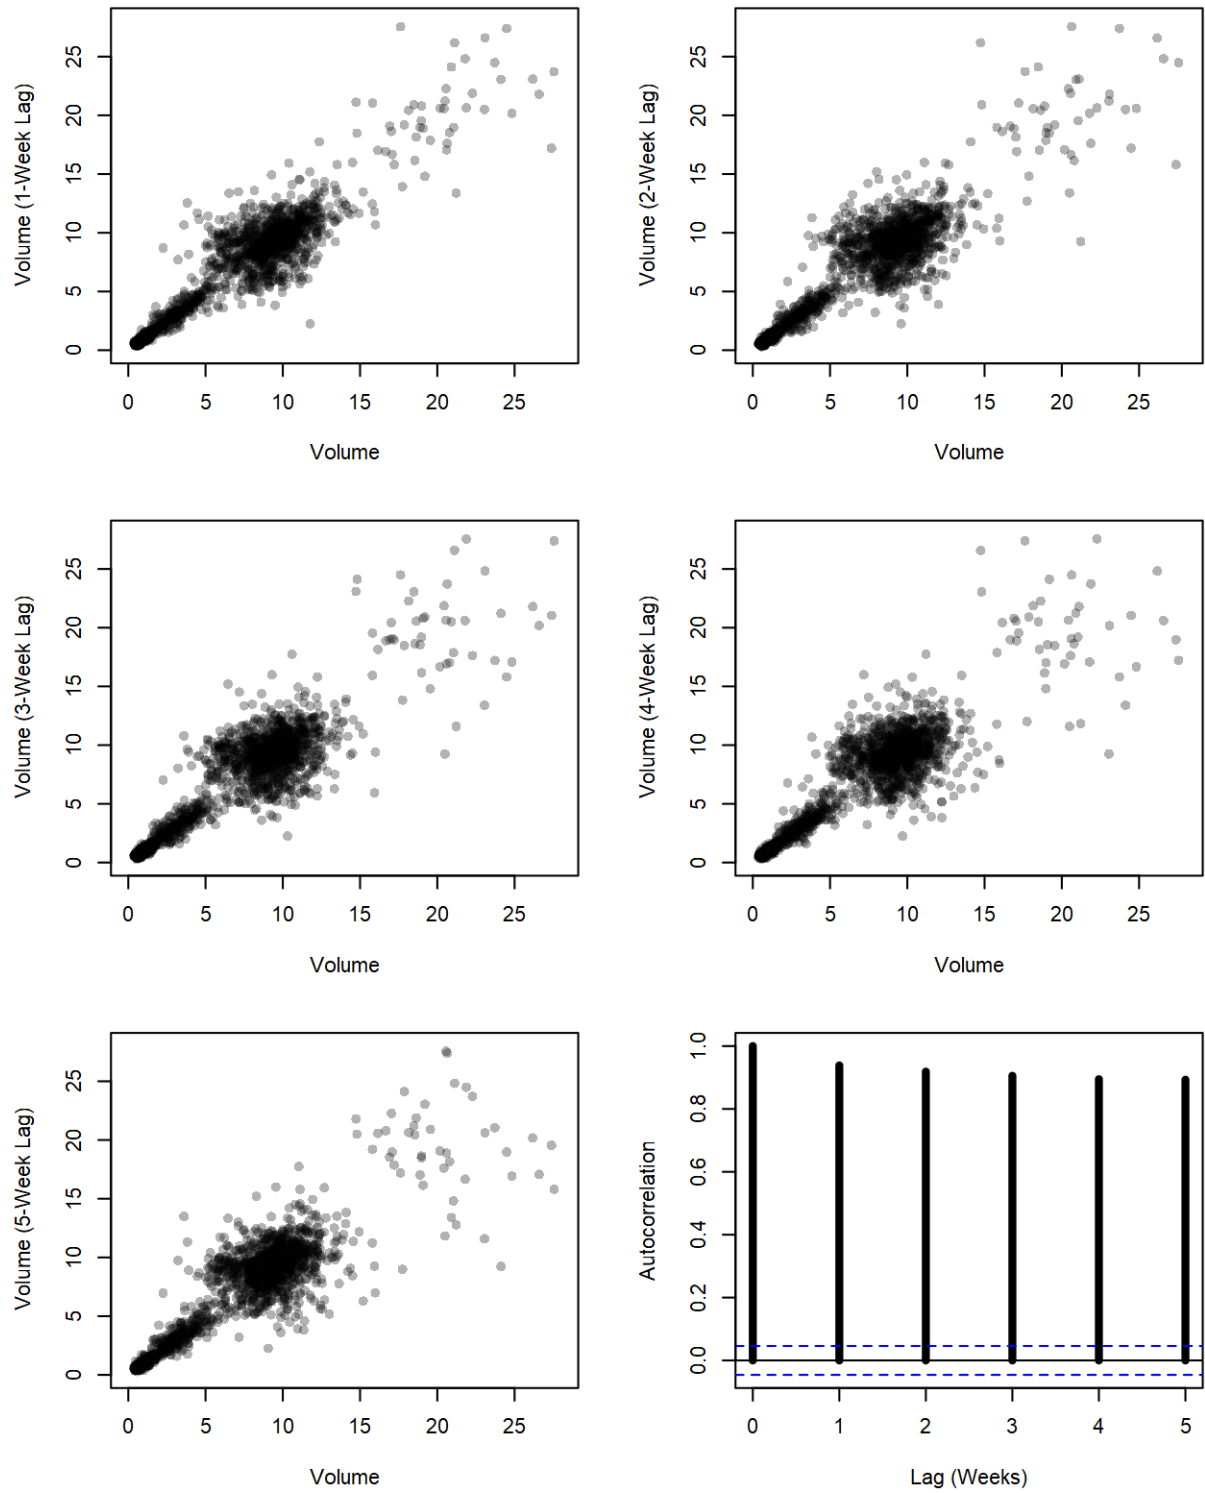 Volume (1-Week Lag)
0 5 10 15 20 25
0 5 10 15 20 25
Volume
Volume (2-Week Lag)
0 5 10 15 20 25
0 5 10 15 20 25
Volume
Volume (3-Week Lag)
0 5 10 15 20 25
0 5 10 15 20 25
Volume
Volume (4-Week Lag)
0 5 10 15 20 25
0 5 10 15 20 25
Volume
Volume (5-Week Lag)
0 5 10 15 20 25
0 5 10 15 20 25
Volume
Autocorrelation
0.0 0.2 0.4 0.6 0.8 1.0
0 1 2 3 4 5
Lag (Weeks)